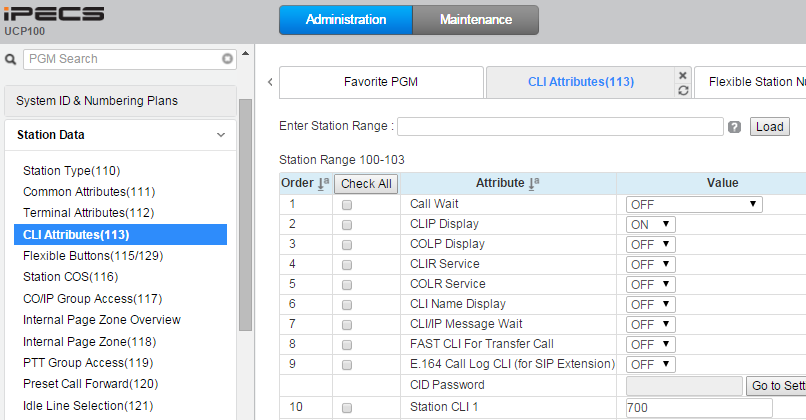 iPECS
UCP100
Administration
Maintenance
PGM Search
System ID & Numbering Plans
Station Data
Station Type(110)
Common Attributes(111)
Terminal Attributes(112)
CLI Attributes(113)
Flexible Buttons(115/129)
Station COS(116)
CO/IP Group Access(117)
Internal Page Zone Overview
Internal Page Zone(118)
PTT Group Access(119)
Preset Call Forward(120)
Idle Line Selection(121)
Favorite PGM
CLI Attributes(113)
Flexible Station Nu
Enter Station Range :
? Load
Station Range 100-103
Order Check All Attribute Value
1 Call Wait OFF
2 CLIP Display ON
3 COLP Display OFF
4 CLIR Service OFF
5 COLR Service OFF
6 CLI Name Display OFF
7 CLI/IP Message Wait OFF
8 FAST CLI For Transfer Call OFF
9 E.164 Call Log CLI (for SIP Extension) OFF
CID Password Go to Sett
10 Station CLI 1 700